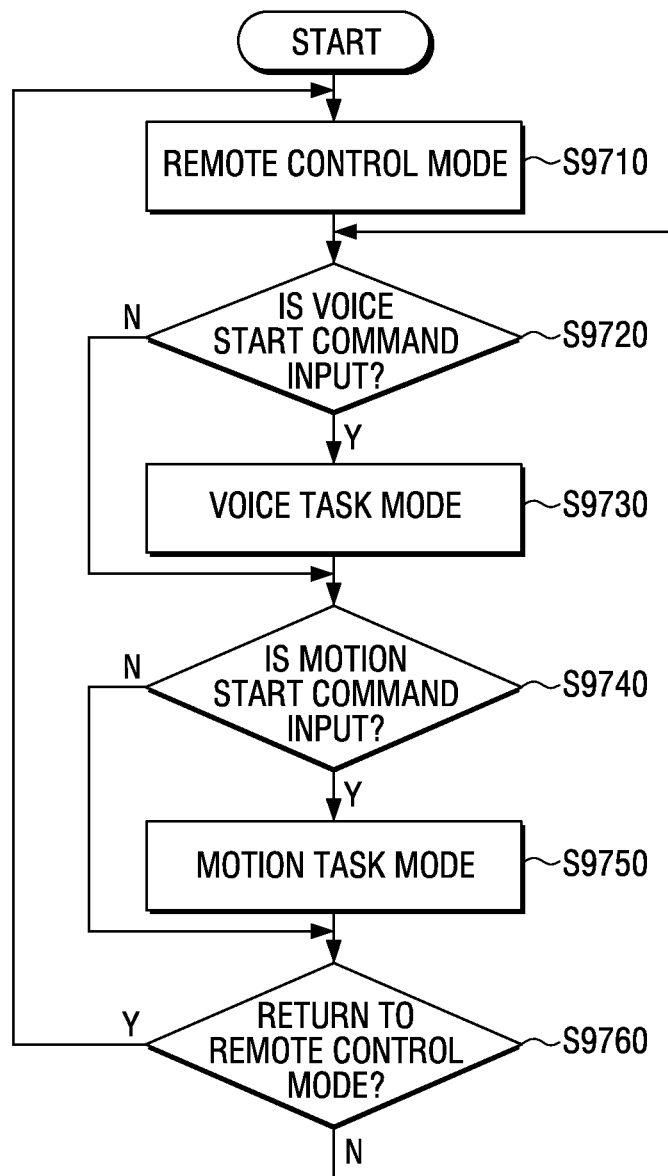 START
REMOTE CONTROL MODE
S9710
N
IS VOICE
START COMMAND
INPUT?
S9720
Y
VOICE TASK MODE
S9730
N
IS MOTION
START COMMAND
INPUT?
S9740
Y
MOTION TASK MODE
S9750
Y
RETURN TO
REMOTE CONTROL
MODE?
S9760
N